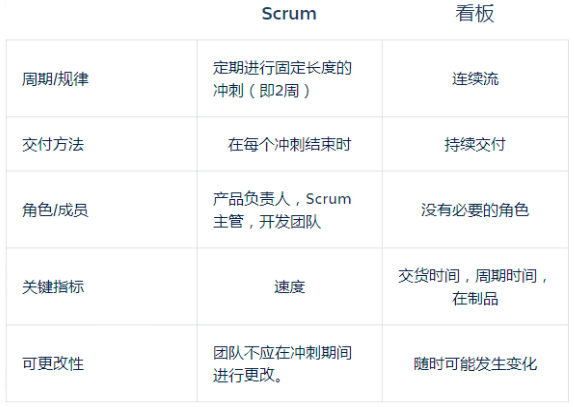 Scrum
看板
周期/规律
定期进行固定长度的
冲刺（即2周）
连续流
交付方法
在每个冲刺结束时
持续交付
角色/成员
产品负责人，Scrum
主管，开发团队
没有必要的角色
关键指标
速度
交货时间，周期时间，
在制品
可更改性
团队不应在冲刺期间
进行更改。
随时可能发生变化